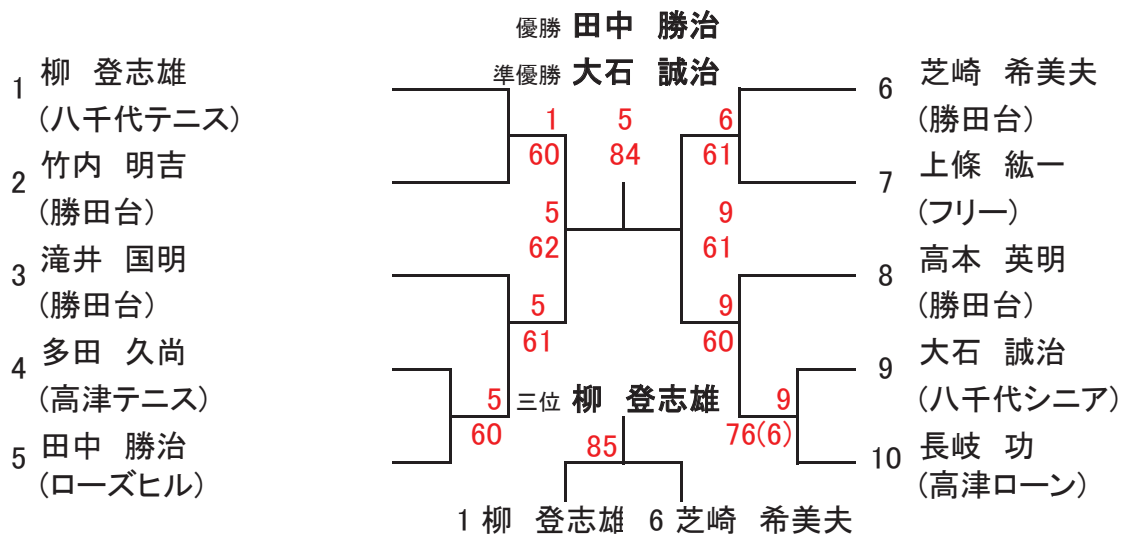 優勝 田中 勝治
準優勝 大石 誠治
1 柳 登志雄
(八千代テニス)
2 竹内 明吉
(勝田台)
3 滝井 国明
(勝田台)
4 多田 久尚
(高津テニス)
5 田中 勝治
(ローズヒル)
1
60
5
62
5
61
5
60
5
84
6
61
9
61
9
60
9
76(6)
6 芝崎 希美夫
(勝田台)
7 上條 紘一
(フリー)
8 高本 英明
(勝田台)
9 大石 誠治
(八千代シニア)
10 長岐 功
(高津ローン)
三位 柳 登志雄
85
1 柳 登志雄 6 芝崎 希美夫